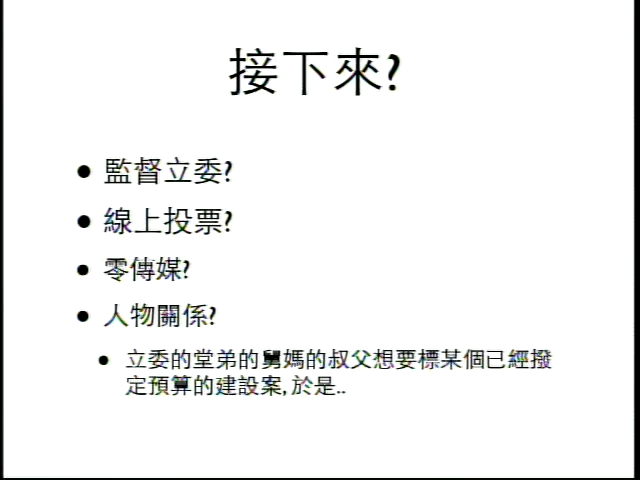 接下來?
監督立委?
線上投票?
零傳媒?
人物關係?
立委的堂弟的舅媽的叔父想要標某個已經撥
定預算的建設案, 於是..